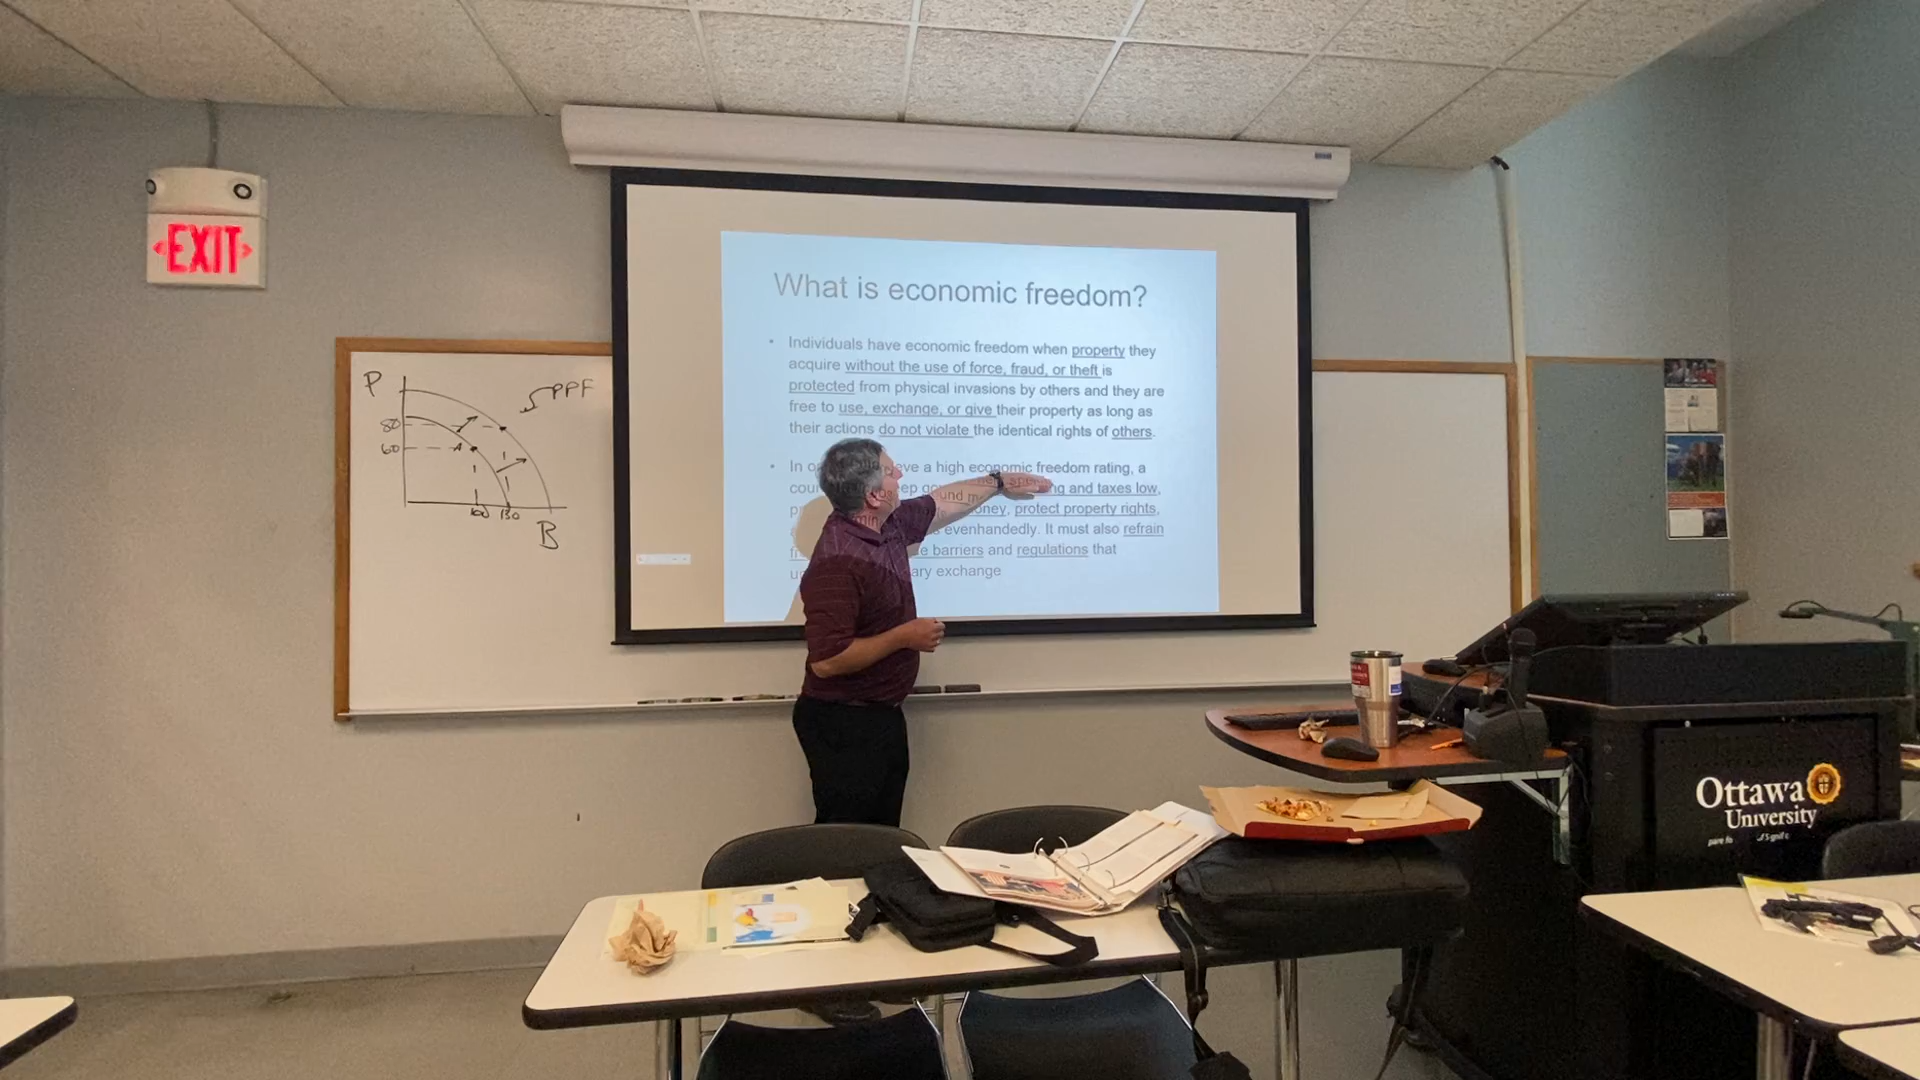 EXIT
P
PPF
80
60
A
160 130
B
What is economic freedom?
• Individuals have economic freedom when property they
acquire without the use of force, fraud, or theft is
protected from physical invasions by others and they are
free to use, exchange, or give their property as long as
their actions do not violate the identical rights of others.
• In eve a high economic freedom rating, a
ng and taxes low,
oney, protect property rights,
evenhandedly. It must also refrain
e barriers and regulations that
ary exchange
Ottawa
University